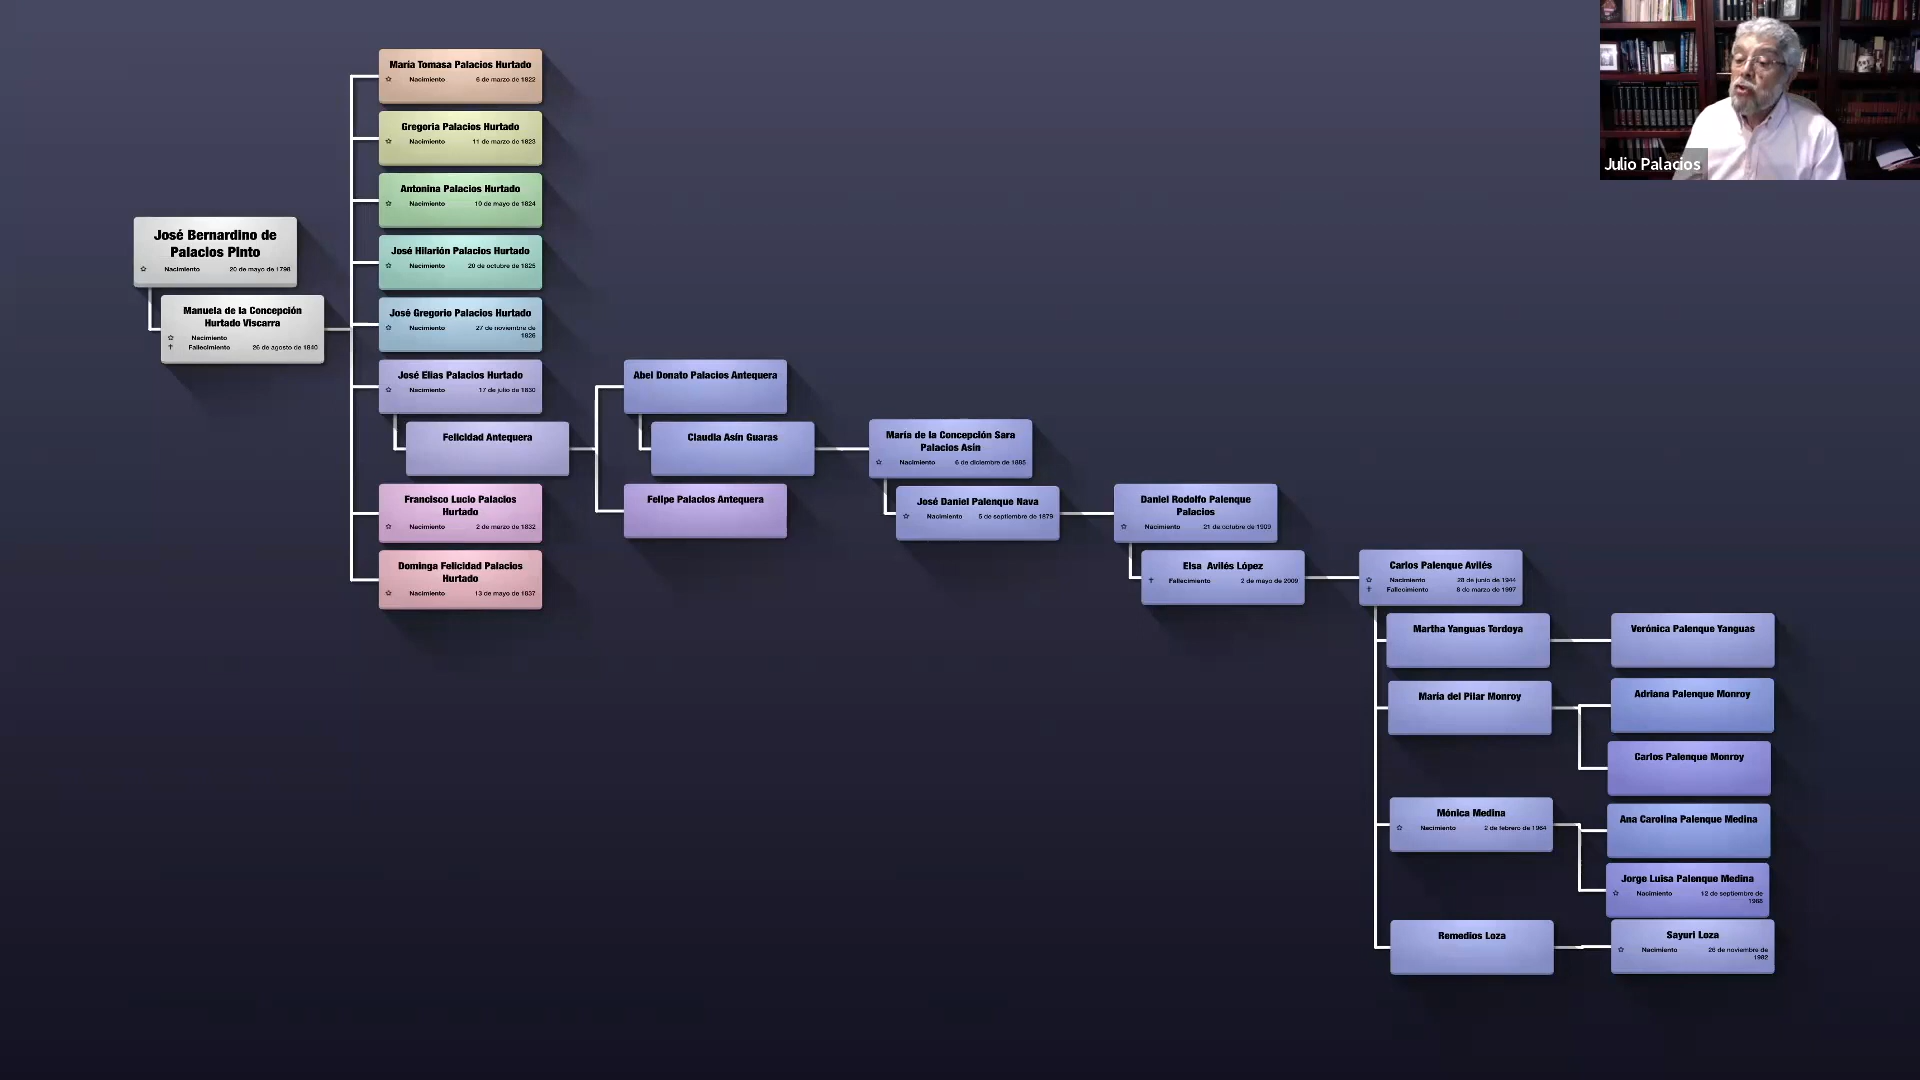 José Bernardino de
Palacios Pinto
Nacimiento 20 de mayo de 1798
Manuela de la Concepción
Hurtado Viscarra
Nacimiento
Fallecimiento 26 de agosto de 1840
María Tomasa Palacios Hurtado
Nacimiento 6 de marzo de 1822
Gregoria Palacios Hurtado
Nacimiento 11 de marzo de 1823
Antonina Palacios Hurtado
Nacimiento 10 de mayo de 1824
José Hilarión Palacios Hurtado
Nacimiento 20 de octubre de 1825
José Gregorio Palacios Hurtado
Nacimiento 27 de noviembre de
1826
José Elías Palacios Hurtado
Nacimiento 17 de julio de 1830
Felicidad Antequera
Francisco Lucio Palacios
Hurtado
Nacimiento 2 de marzo de 1832
Dominga Felicidad Palacios
Hurtado
Nacimiento 13 de mayo de 1837
Abel Donato Palacios Antequera
Claudia Asín Guaras
Felipe Palacios Antequera
María de la Concepción Sara
Palacios Asín
Nacimiento 6 de diciembre de 1885
José Daniel Palenque Nava
Nacimiento 5 de septiembre de 1879
Daniel Rodolfo Palenque
Palacios
Nacimiento 21 de octubre de 1909
Elsa Avilés López
Fallecimiento 2 de mayo de 2009
Carlos Palenque Avilés
Nacimiento 28 de junio de 1944
Fallecimiento 8 de marzo de 1997
Martha Yanguas Terdoya
Verónica Palenque Yanguas
María del Pilar Monroy
Adriana Palenque Monroy
Carlos Palenque Monroy
Mónica Medina
Nacimiento 2 de febrero de 1964
Ana Carolina Palenque Medina
Jorge Luisa Palenque Medina
Nacimiento 12 de septiembre de
1968
Remedios Loza
Sayuri Loza
Nacimiento 26 de noviembre de
1982
Julio Palacios